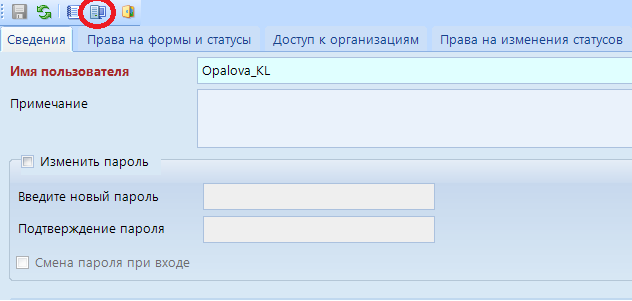 Сведения Права на формы и статусы Доступ к организациям Права на изменения статусов
Имя пользователя Opalova_KL
Примечание
Изменить пароль
Введите новый пароль
Подтверждение пароля
Смена пароля при входе